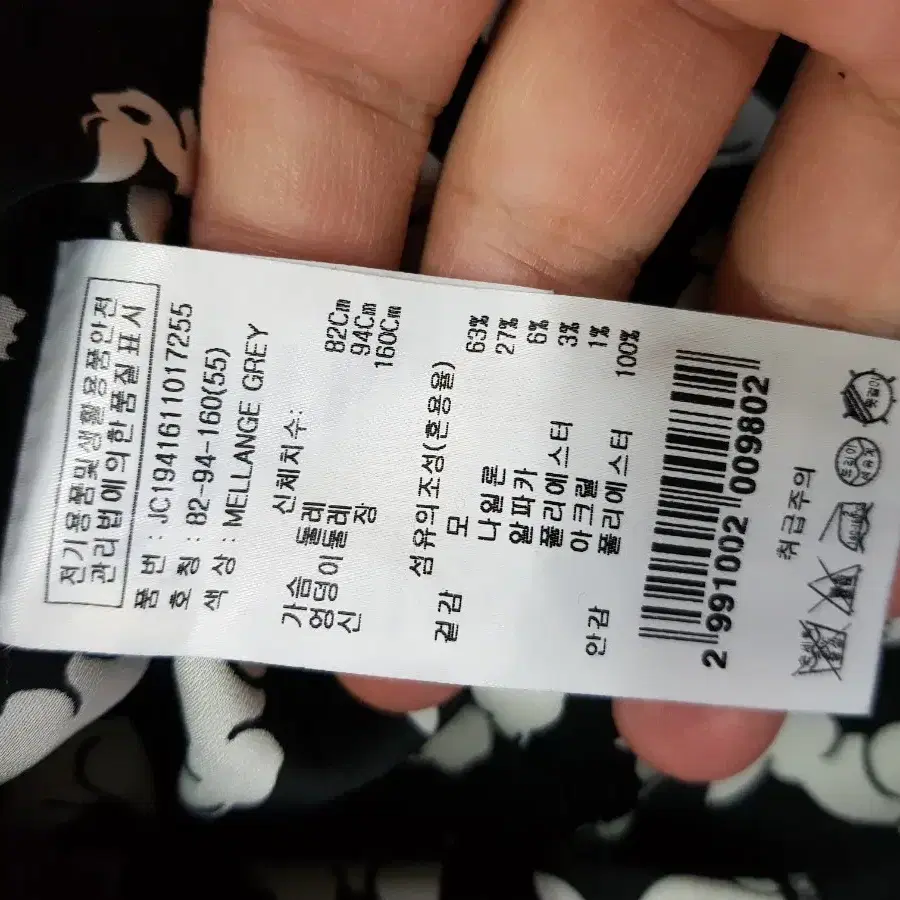 전기용품및생활용품안전
관리법에의한품질표시
품 번 : JC194161101​7255
호 칭 : 82-94-160(55)
색 상 : MELLANGE GREY
신체치수:
가슴 둘레 82Cm
엉덩이둘레 94Cm
신 장 160Cm
섬유의조성(혼용율)
겉감 모 63%
나일론 27%
알파카 6%
폴리에스터 3%
아크릴 1%
안감 폴리에스터 100%
2 991002 009802
취급주의